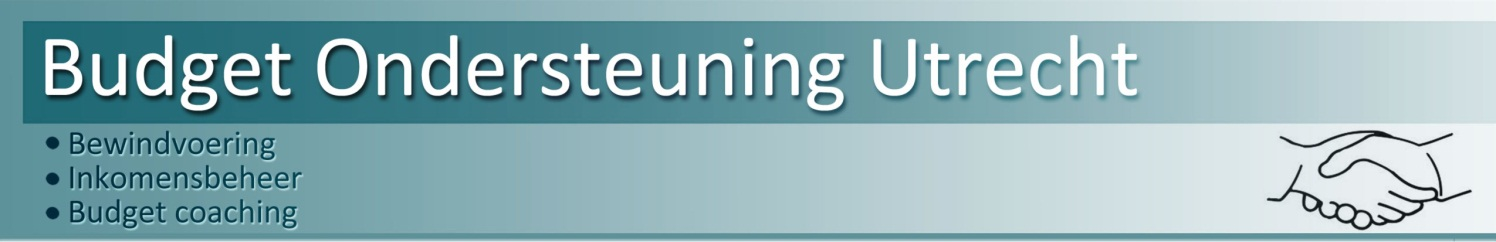 Budget Ondersteuning Utrecht
• Bewindvoering
• Inkomensbeheer
• Budget coaching